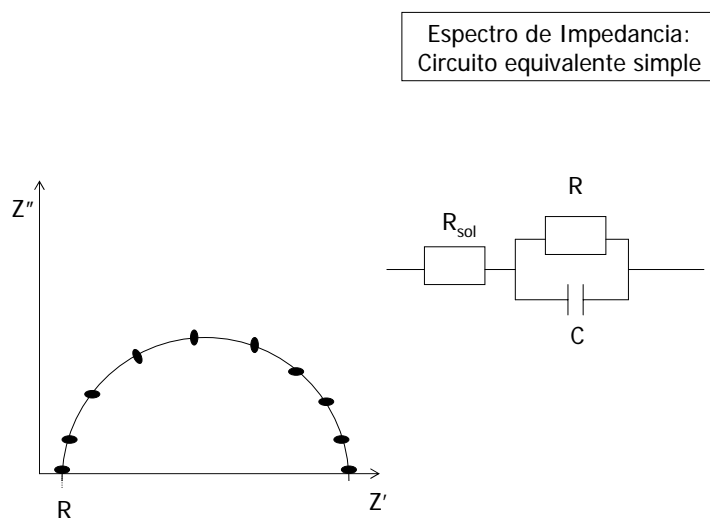 Espectro de Impedancia:
Circuito equivalente simple
Z"
R
Rsol
C
R
Z'